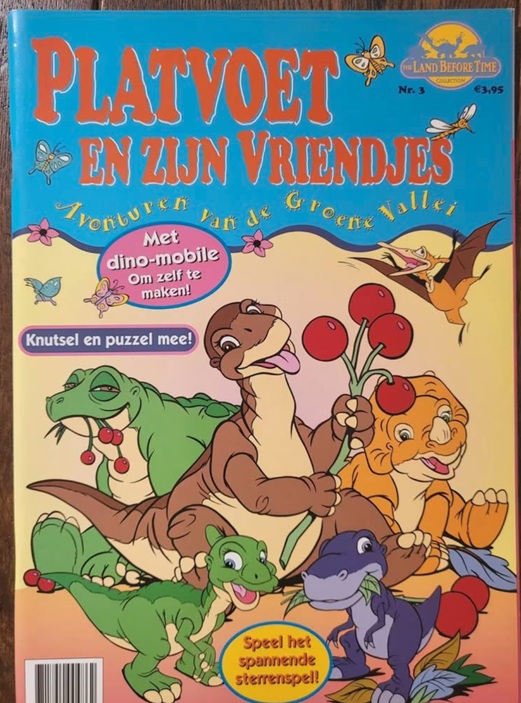 PLATVOET
EN ZIJN VRIENDJES
THE LAND BEFORE TIME
COLLECTION
Nr. 3
€3,95
Avonturen van de Groene Vallei
Met
dino-mobile
Om zelf te
maken!
Knutsel en puzzel mee!
Speel het
spannende
sterrenspel!